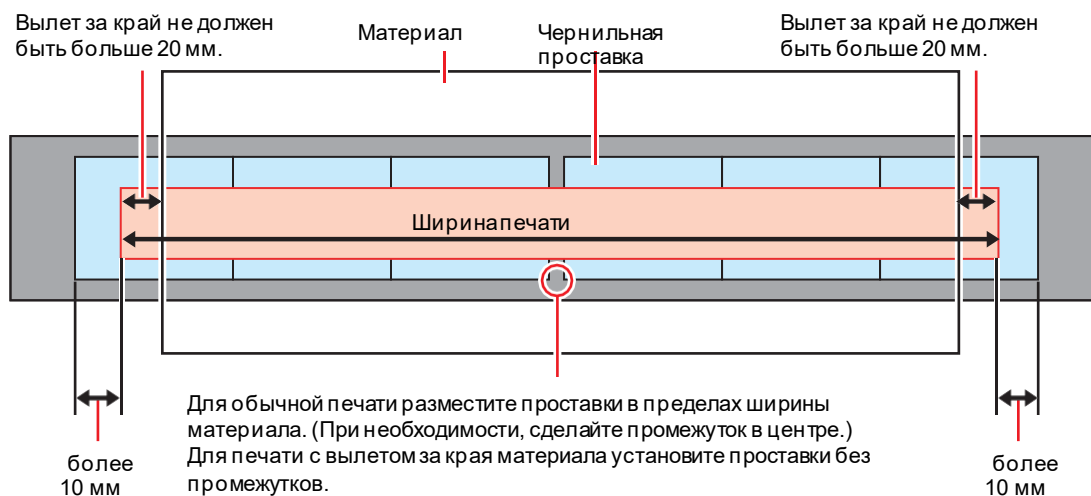 Вылет за край не должен
быть больше 20 мм.
Материал
Чернильная
проставка
Вылет за край не должен
быть больше 20 мм.
Ширина печати
Для обычной печати разместите проставки в пределах ширины
материала. (При необходимости, сделайте промежуток в центре.)
Для печати с вылетом за края материала установите проставки без
промежутков.
более
10 мм
более
10 мм